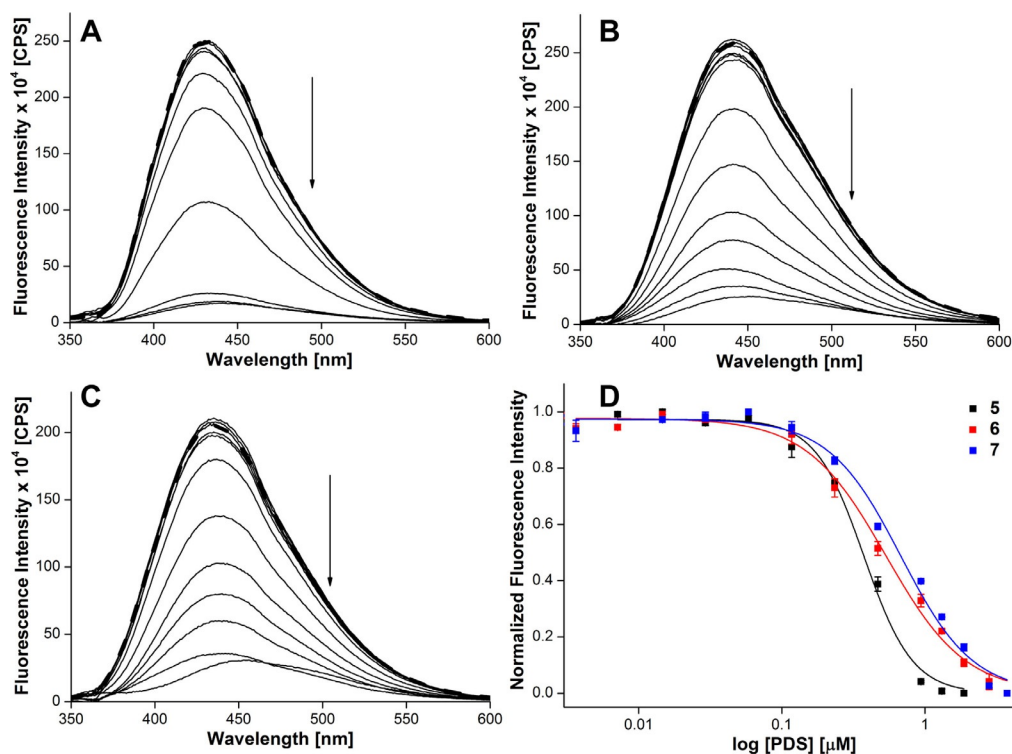 A
Fluorescence Intensity x 10⁴ [CPS]
250
200
150
100
50
0
350 400 450 500 550 600
Wavelength [nm]
B
Fluorescence Intensity x 10⁴ [CPS]
250
200
150
100
50
0
350 400 450 500 550 600
Wavelength [nm]
C
Fluorescence Intensity x 10⁴ [CPS]
200
150
100
50
0
350 400 450 500 550 600
Wavelength [nm]
D
Normalized Fluorescence Intensity
1.0
0.8
0.6
0.4
0.2
0.0
5
6
7
0.01 0.1 1
log [PDS] [µM]